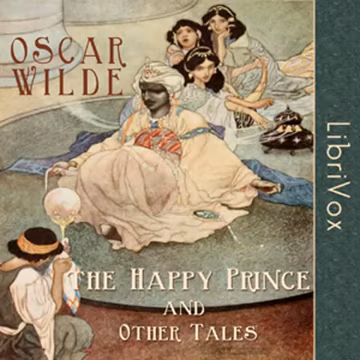 OSCAR
WILDE
THE HAPPY PRINCE
AND
OTHER TALES
LibriVox